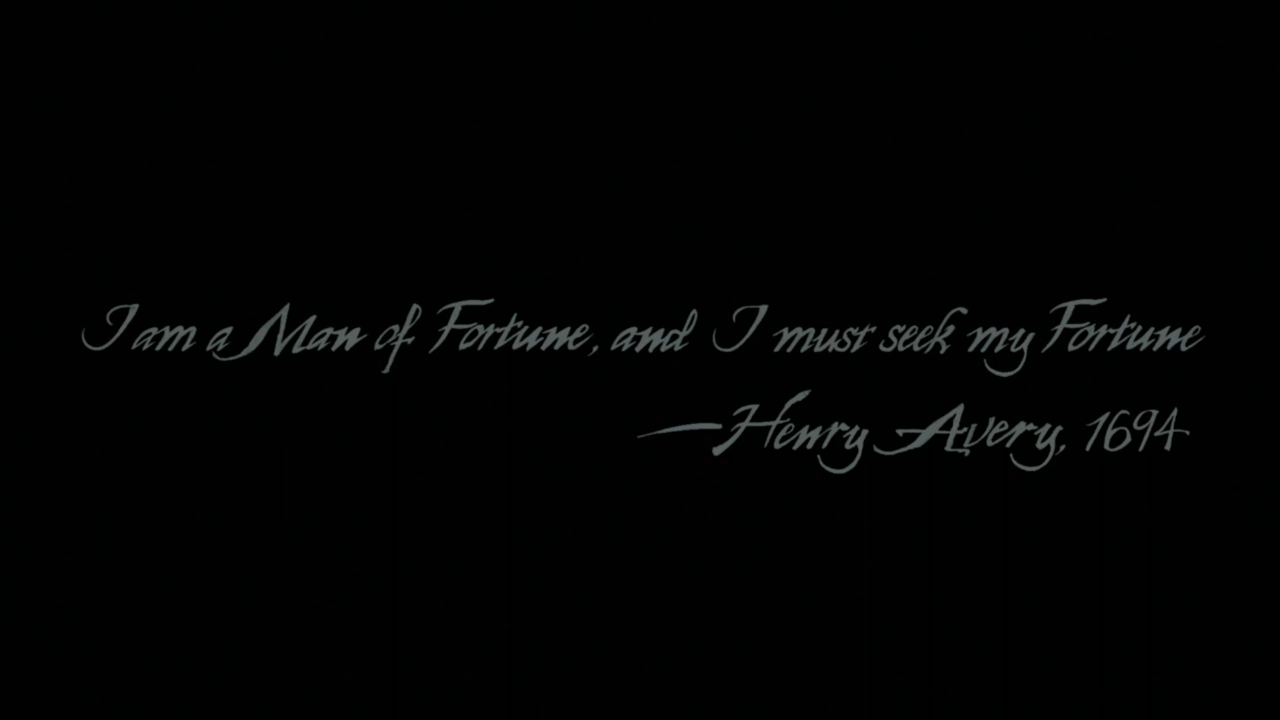 I am a Man of Fortune, and I must seek my Fortune
—Henry Avery, 1694